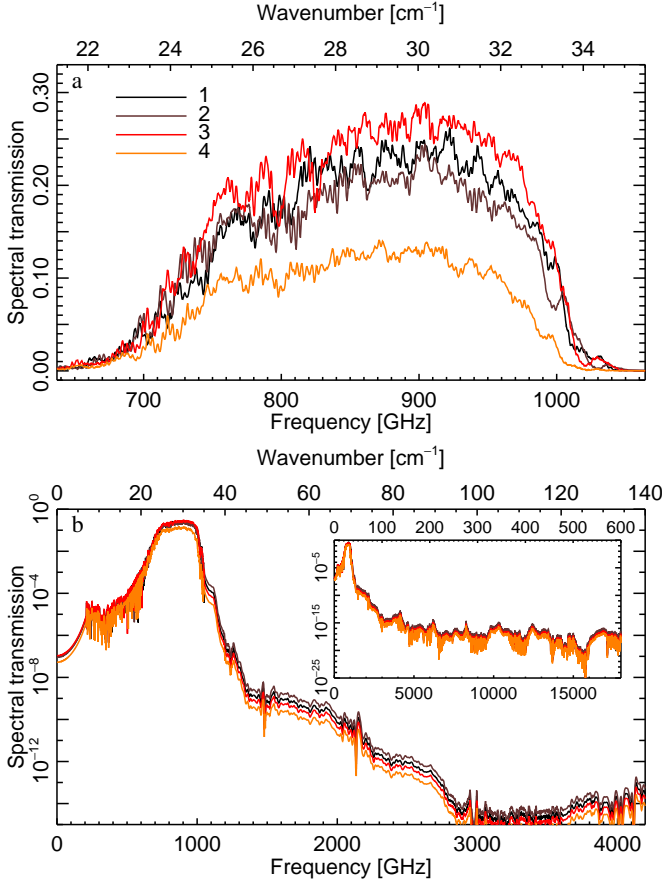 Wavenumber [cm⁻¹]
22 24 26 28 30 32 34
a
1
2
3
4
Spectral transmission
0.30
0.20
0.10
0.00
700 800 900 1000
Frequency [GHz]
Wavenumber [cm⁻¹]
0 20 40 60 80 100 120 140
b
Spectral transmission
10⁰
10⁻⁴
10⁻⁸
10⁻¹²
0 100 200 300 400 500 600
10⁻⁵
10⁻¹⁵
10⁻²⁵
0 5000 10000 15000
0 1000 2000 3000 4000
Frequency [GHz]